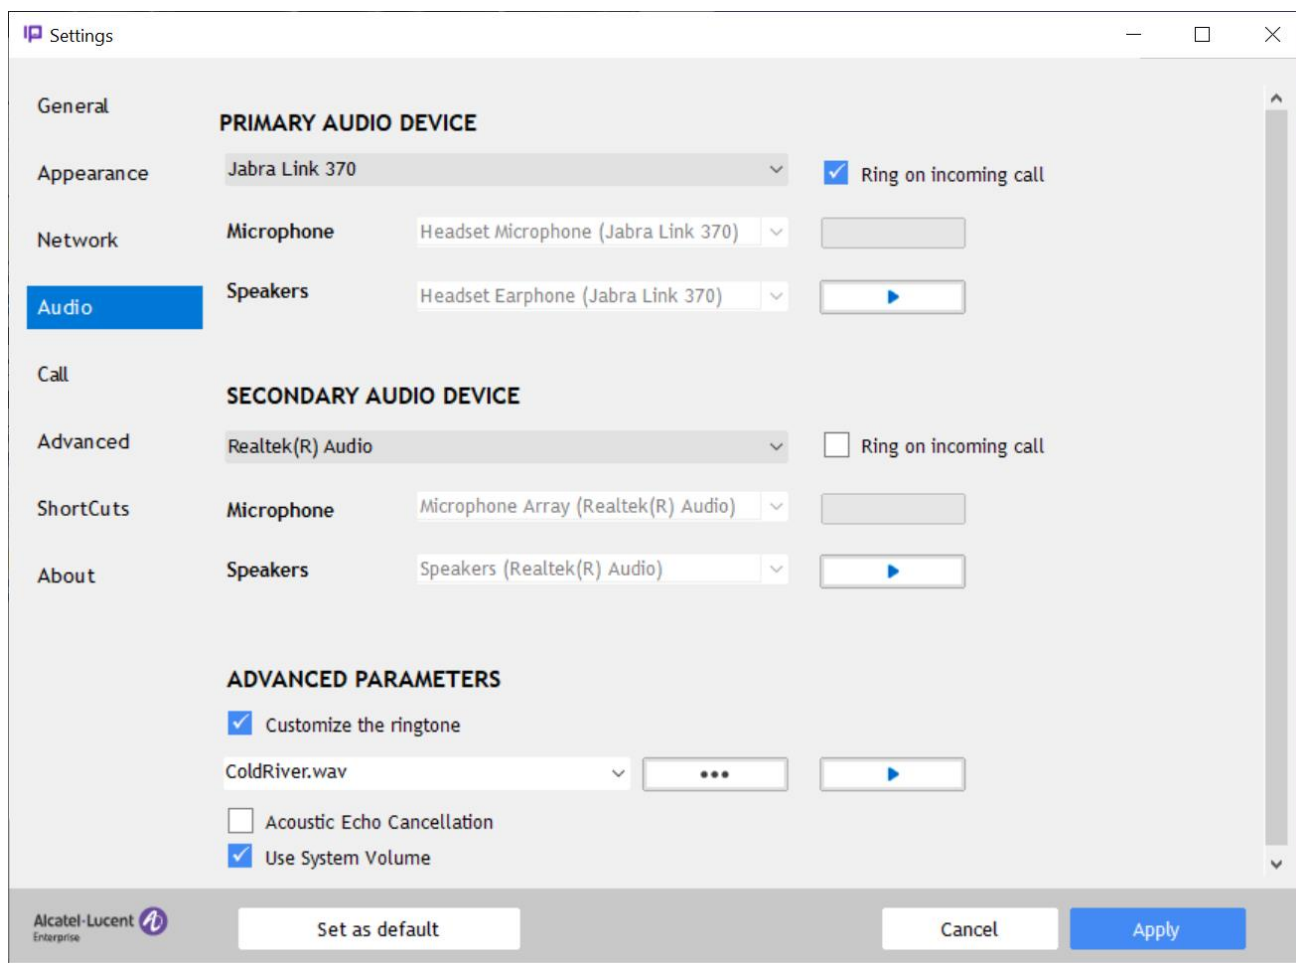 Settings
General
Appearance
Network
Audio
Call
Advanced
ShortCuts
About
PRIMARY AUDIO DEVICE
Jabra Link 370
Ring on incoming call
Microphone Headset Microphone (Jabra Link 370)
Speakers Headset Earphone (Jabra Link 370)
SECONDARY AUDIO DEVICE
Realtek(R) Audio
Ring on incoming call
Microphone Microphone Array (Realtek(R) Audio)
Speakers Speakers (Realtek(R) Audio)
ADVANCED PARAMETERS
Customize the ringtone
ColdRiver.wav
Acoustic Echo Cancellation
Use System Volume
Alcatel·Lucent
Enterprise
Set as default
Cancel
Apply